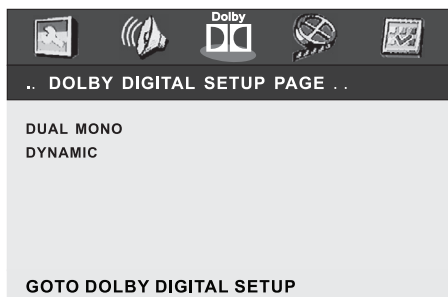 Dolby
.. DOLBY DIGITAL SETUP PAGE ..
DUAL MONO
DYNAMIC
GOTO DOLBY DIGITAL SETUP